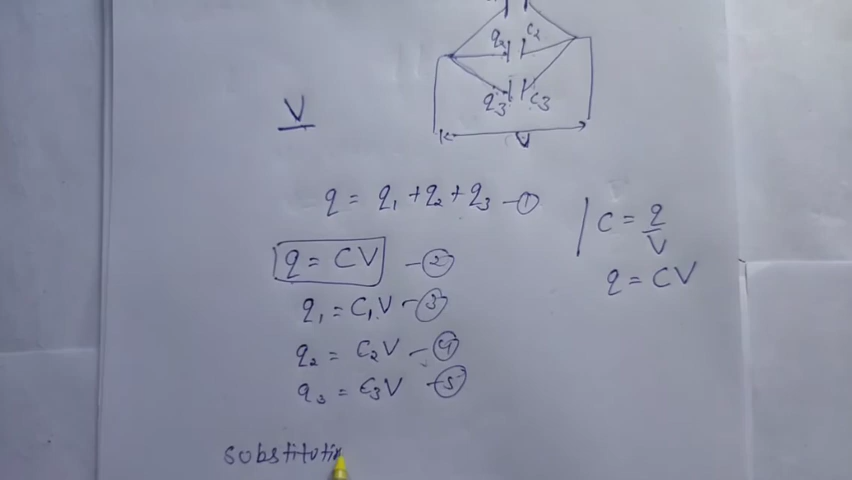 q₂ C₂
q₃ C₃
V
V
q = q₁ + q₂ + q₃ —①
C = q/V
q = CV —②
q = CV
q₁ = C₁V —③
q₂ = C₂V —④
q₃ = C₃V —⑤
substitutin